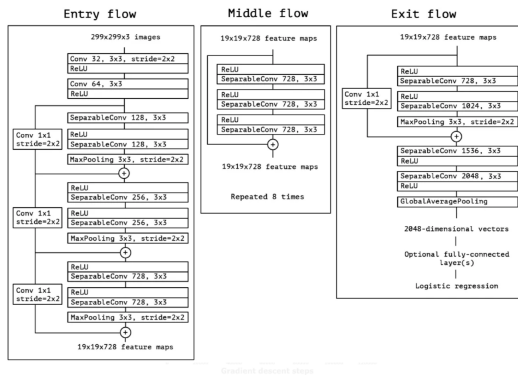 Entry flow
299x299x3 images
Conv 32, 3x3, stride=2x2
ReLU
Conv 64, 3x3
ReLU
SeparableConv 128, 3x3
ReLU
SeparableConv 128, 3x3
MaxPooling 3x3, stride=2x2
Conv 1x1
stride=2x2
+
ReLU
SeparableConv 256, 3x3
ReLU
SeparableConv 256, 3x3
MaxPooling 3x3, stride=2x2
Conv 1x1
stride=2x2
+
ReLU
SeparableConv 728, 3x3
ReLU
SeparableConv 728, 3x3
MaxPooling 3x3, stride=2x2
Conv 1x1
stride=2x2
+
19x19x728 feature maps
Middle flow
19x19x728 feature maps
ReLU
SeparableConv 728, 3x3
ReLU
SeparableConv 728, 3x3
ReLU
SeparableConv 728, 3x3
+
19x19x728 feature maps
Repeated 8 times
Exit flow
19x19x728 feature maps
ReLU
SeparableConv 728, 3x3
ReLU
SeparableConv 1024, 3x3
MaxPooling 3x3, stride=2x2
Conv 1x1
stride=2x2
+
SeparableConv 1536, 3x3
ReLU
SeparableConv 2048, 3x3
ReLU
GlobalAveragePooling
2048-dimensional vectors
Optional fully-connected
layer(s)
Logistic regression
Gradient descent steps